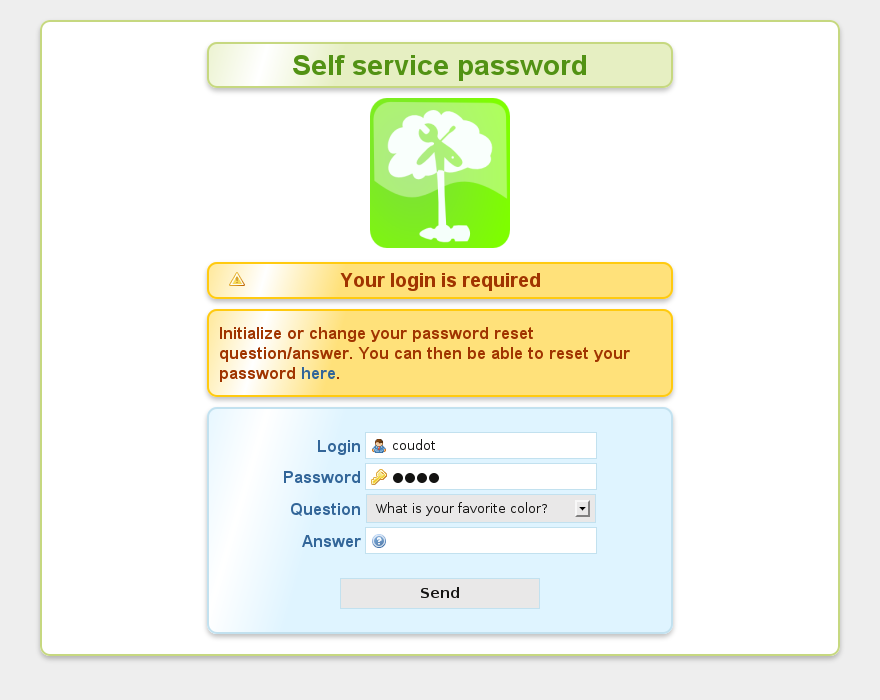 Self service password
Your login is required
Initialize or change your password reset
question/answer. You can then be able to reset your
password here.
Login coudot
Password ●●●●
Question What is your favorite color?
Answer
Send